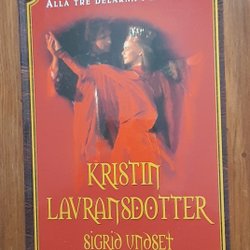 ALLA TRE DELARNA
KRISTIN
LAVRANSDOTTER
SIGRID UNDSET